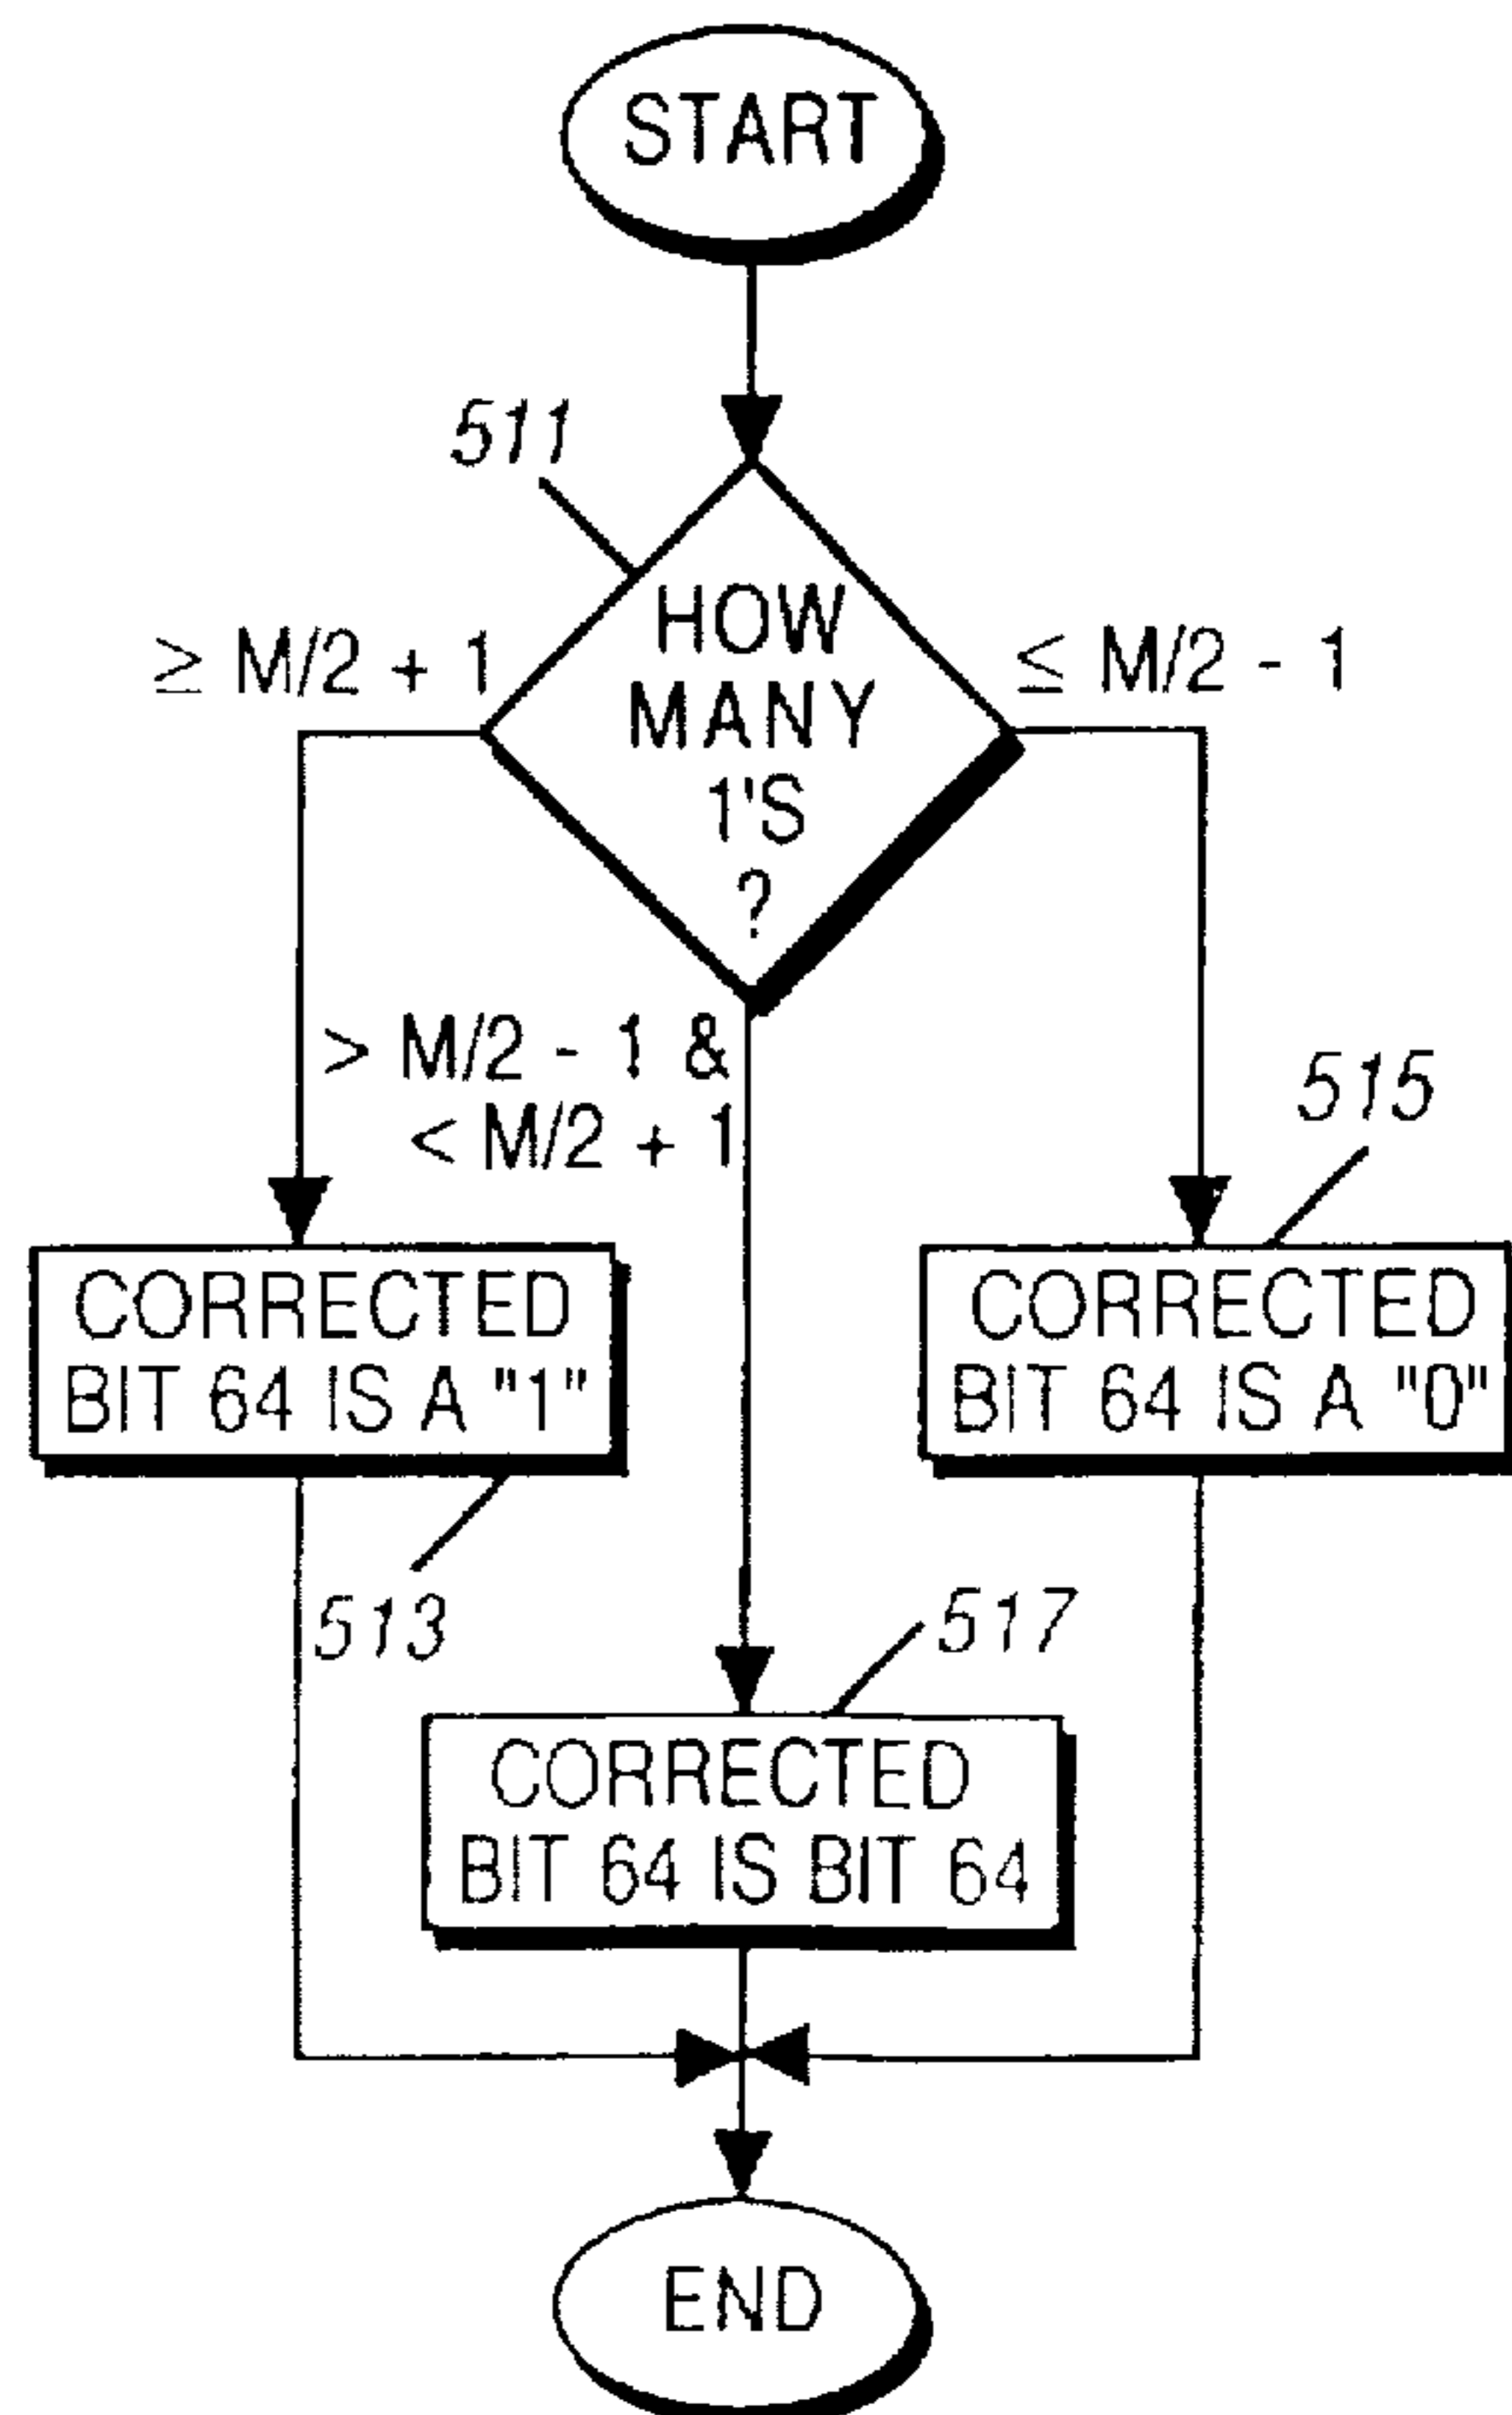 START
511
HOW
MANY
1'S
?
≥ M/2 + 1
≤ M/2 - 1
> M/2 - 1 &
< M/2 + 1
515
CORRECTED
BIT 64 IS A "1"
CORRECTED
BIT 64 IS A "0"
513
517
CORRECTED
BIT 64 IS BIT 64
END